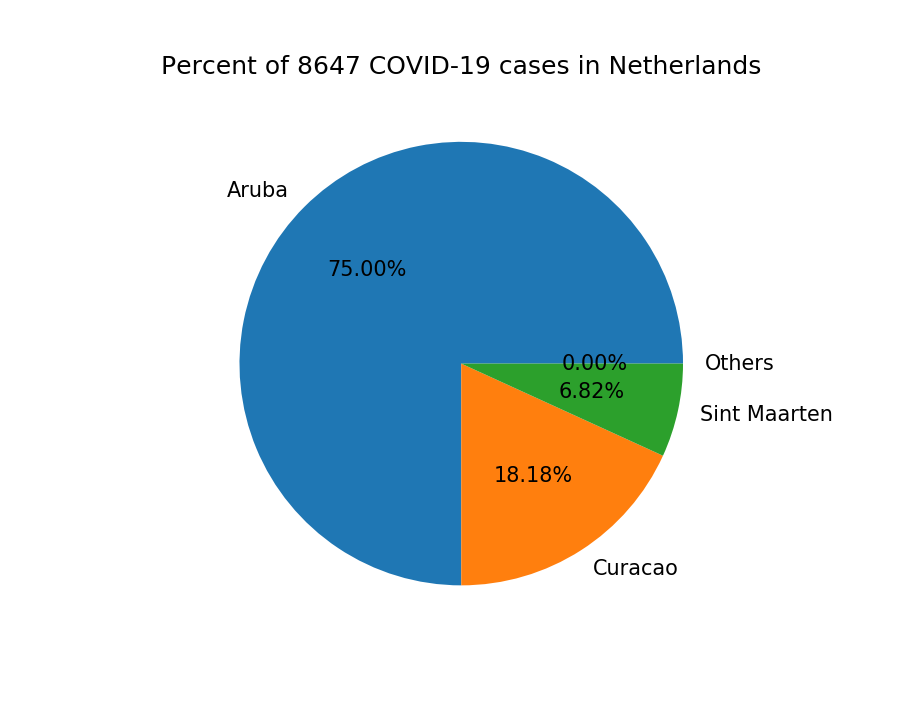 Percent of 8647 COVID-19 cases in Netherlands
Aruba
75.00%
0.00%
Others
6.82%
Sint Maarten
18.18%
Curacao